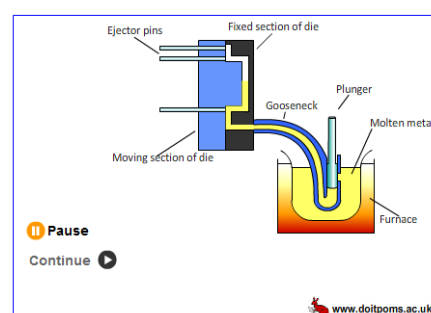 Ejector pins
Fixed section of die
Plunger
Gooseneck
Molten meta
Moving section of die
Furnace
Pause
Continue
www.doitpoms.ac.uk